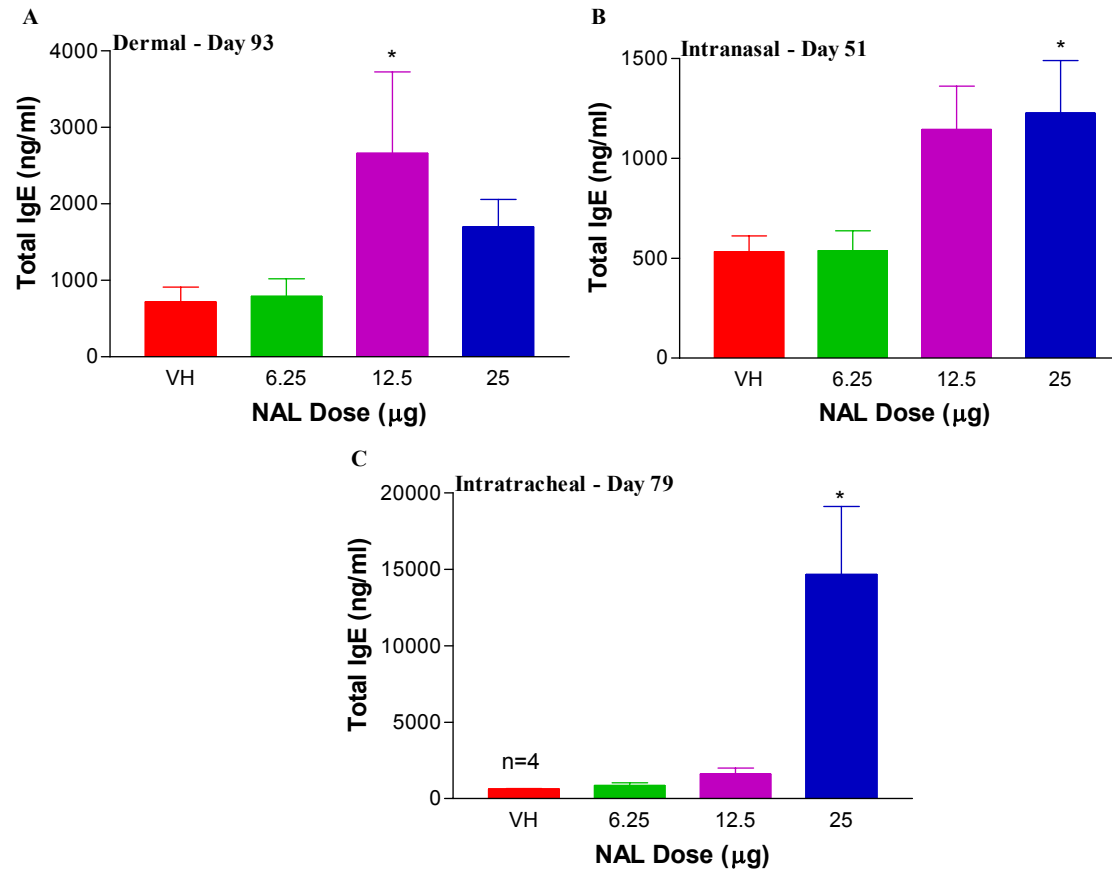 A
Dermal - Day 93
*
4000
3000
2000
1000
0
Total IgE (ng/ml)
VH 6.25 12.5 25
NAL Dose (μg)
B
Intranasal - Day 51
*
1500
1000
500
0
Total IgE (ng/ml)
VH 6.25 12.5 25
NAL Dose (μg)
C
Intratracheal - Day 79
*
20000
15000
10000
5000
0
Total IgE (ng/ml)
n=4
VH 6.25 12.5 25
NAL Dose (μg)